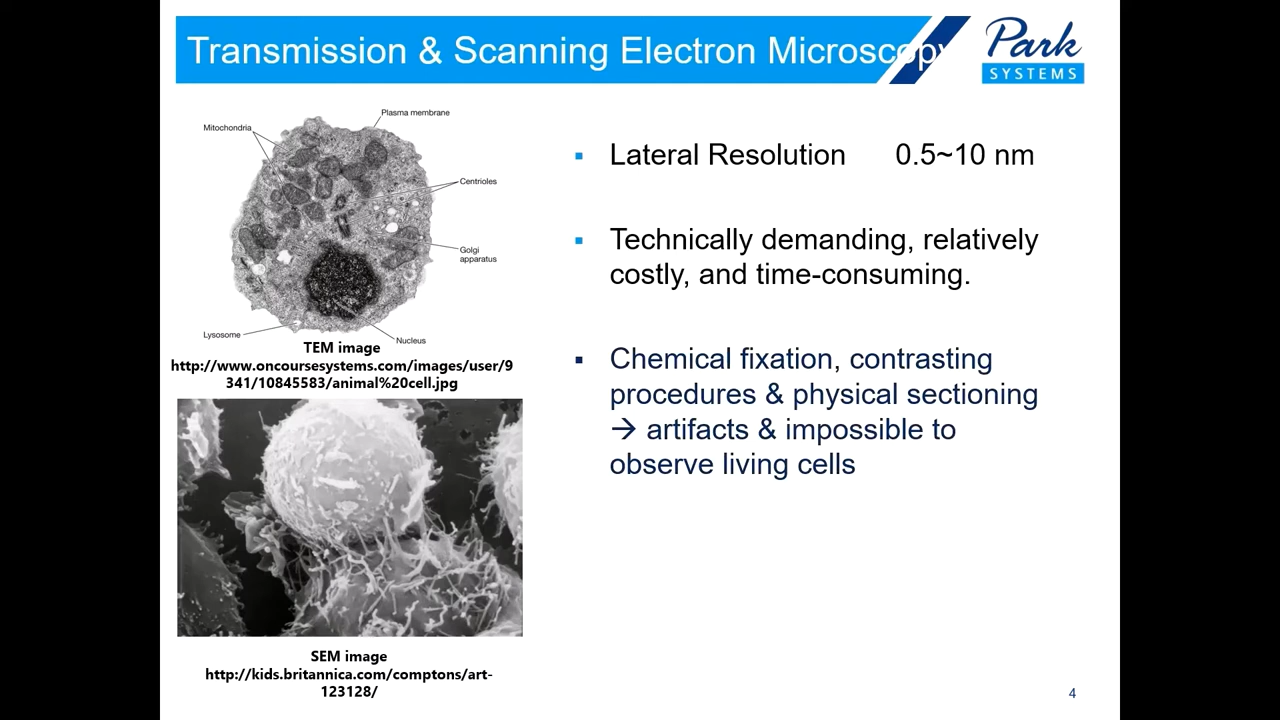 Transmission & Scanning Electron Microscopy
Park
SYSTEMS
Plasma membrane
Mitochondria
Centrioles
Golgi
apparatus
Lysosome
Nucleus
TEM image
http://www.oncoursesystems.com/images/user/9
341/10845583/animal%20cell.jpg
SEM image
http://kids.britannica.com/comptons/art-
123128/
▪ Lateral Resolution 0.5~10 nm
▪ Technically demanding, relatively
costly, and time-consuming.
▪ Chemical fixation, contrasting
procedures & physical sectioning
→ artifacts & impossible to
observe living cells
4